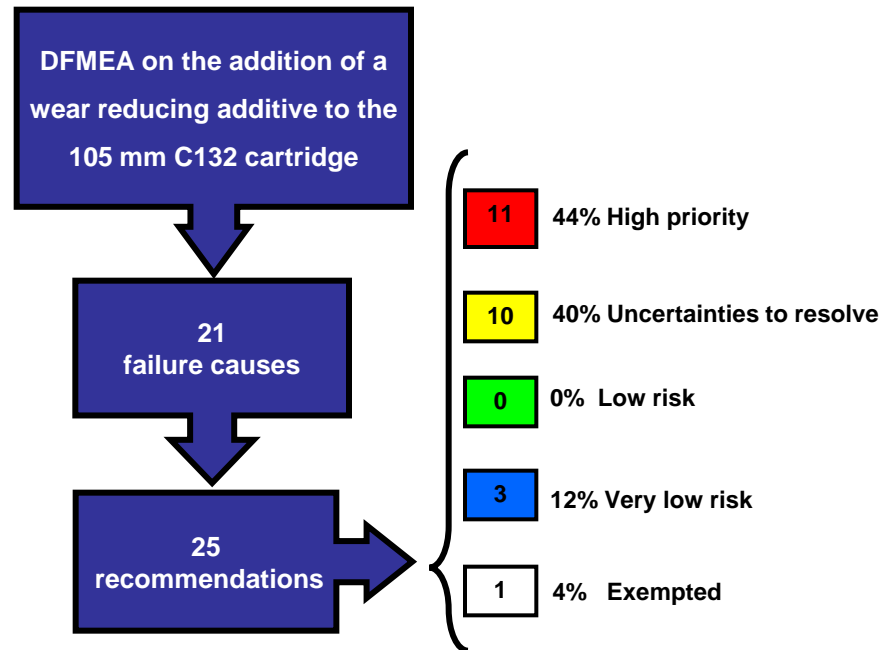 DFMEA on the addition of a
wear reducing additive to the
105 mm C132 cartridge
21
failure causes
25
recommendations
11 44% High priority
10 40% Uncertainties to resolve
0 0% Low risk
3 12% Very low risk
1 4% Exempted